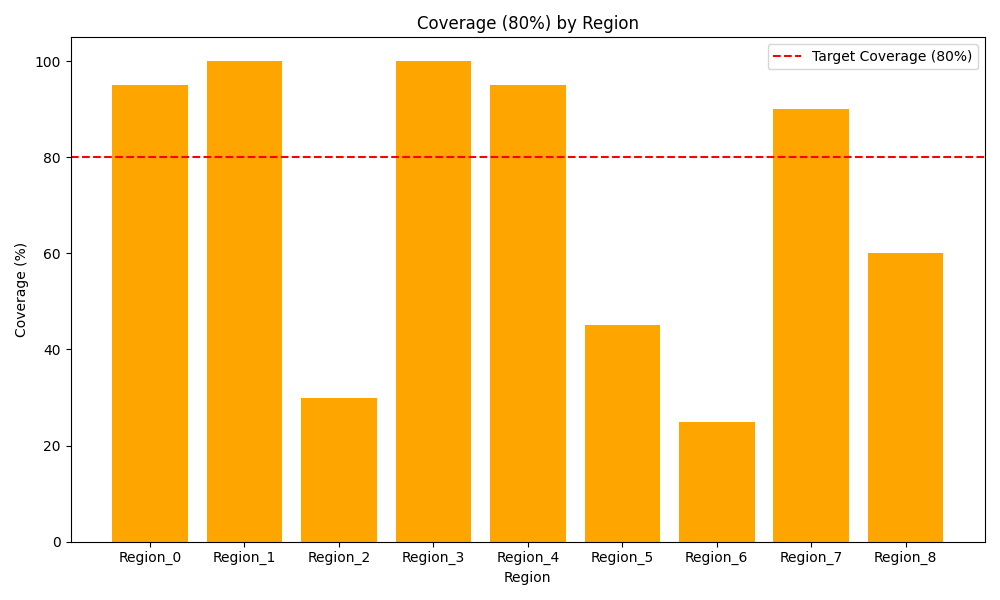 Coverage (80%) by Region
Target Coverage (80%)
100
80
60
40
20
0
Coverage (%)
Region_0 Region_1 Region_2 Region_3 Region_4 Region_5 Region_6 Region_7 Region_8
Region